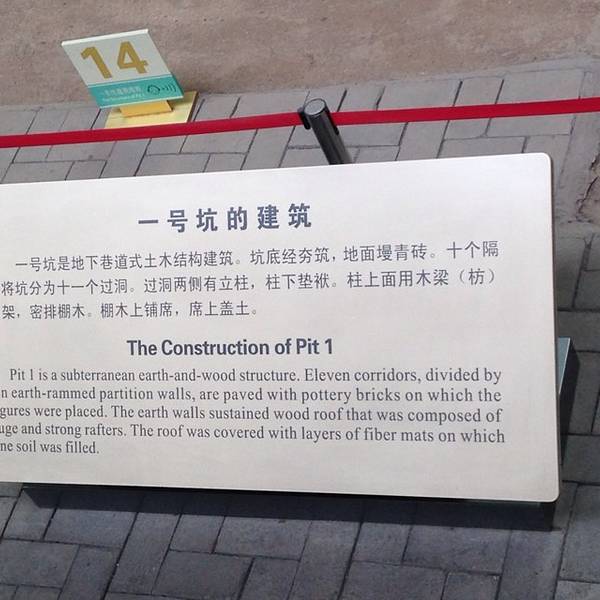 14
一号坑的建筑
一号坑是地下巷道式土木结构建筑。坑底经夯筑，地面墁青砖。十个隔
将坑分为十一个过洞。过洞两侧有立柱，柱下垫袱。柱上面用木梁（枋）
架，密排棚木。棚木上铺席，席上盖土。
The Construction of Pit 1
Pit 1 is a subterranean earth-and-wood structure. Eleven corridors, divided by
n earth-rammed partition walls, are paved with pottery bricks on which the
gures were placed. The earth walls sustained wood roof that was composed of
uge and strong rafters. The roof was covered with layers of fiber mats on which
ne soil was filled.